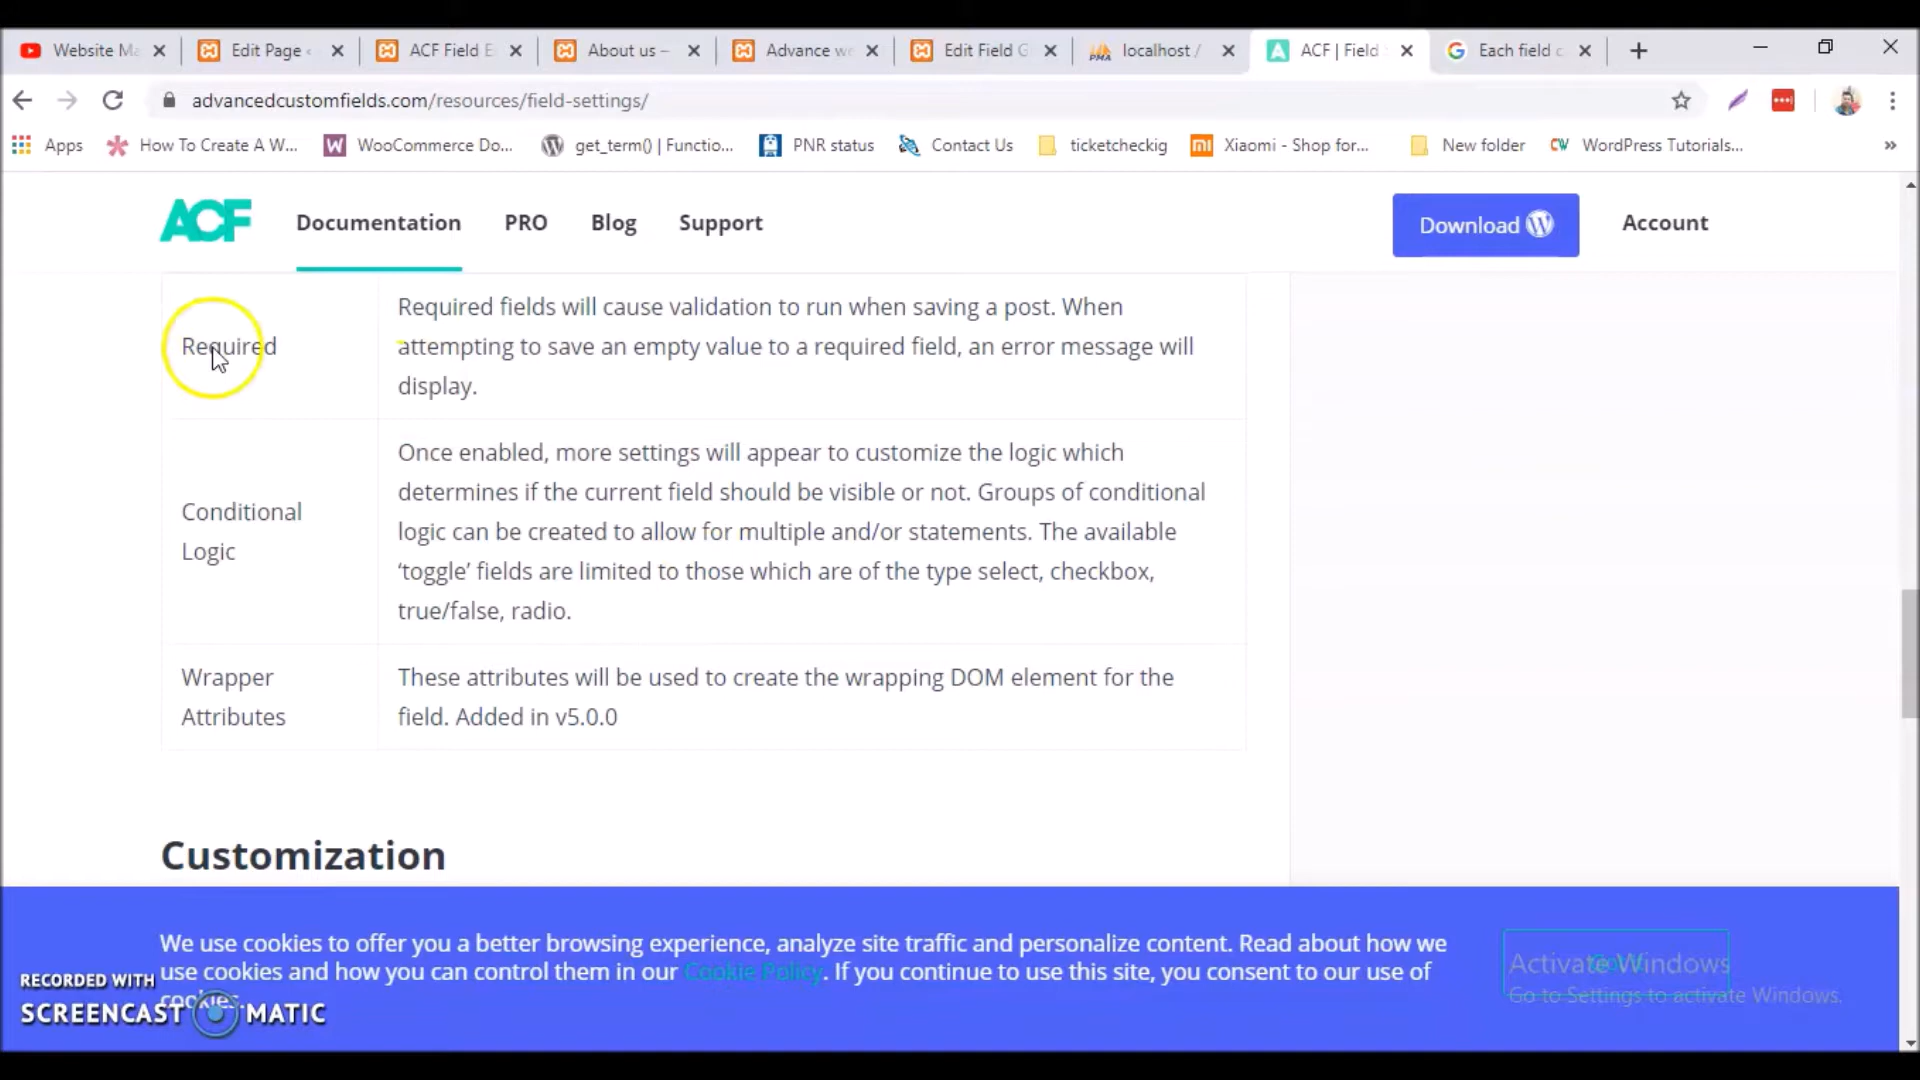 Website Ma
Edit Page
ACF Field E
About us –
Advance we
Edit Field G
localhost /
ACF | Field
Each field c
advancedcustomfields.com/resources/field-settings/
Apps
How To Create A W...
WooCommerce Do...
get_term() | Functio...
PNR status
Contact Us
ticketcheckig
Xiaomi - Shop for...
New folder
WordPress Tutorials...
ACF
Documentation
PRO
Blog
Support
Download
Account
Required
Required fields will cause validation to run when saving a post. When
attempting to save an empty value to a required field, an error message will
display.
Conditional
Logic
Once enabled, more settings will appear to customize the logic which
determines if the current field should be visible or not. Groups of conditional
logic can be created to allow for multiple and/or statements. The available
‘toggle’ fields are limited to those which are of the type select, checkbox,
true/false, radio.
Wrapper
Attributes
These attributes will be used to create the wrapping DOM element for the
field. Added in v5.0.0
Customization
We use cookies to offer you a better browsing experience, analyze site traffic and personalize content. Read about how we
use cookies and how you can control them in our Cookie Policy. If you continue to use this site, you consent to our use of
cookies.
Activate Windows
Go to Settings to activate Windows.
RECORDED WITH
SCREENCAST MATIC